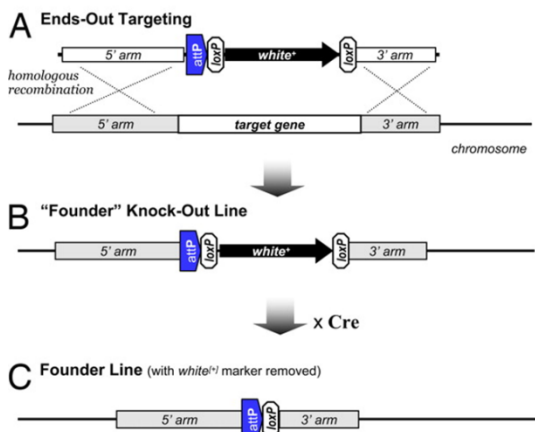 A Ends-Out Targeting
5' arm attP loxP white⁺ loxP 3' arm
homologous
recombination
5' arm target gene 3' arm
chromosome
B “Founder” Knock-Out Line
5' arm attP loxP white⁺ loxP 3' arm
x Cre
C Founder Line (with white[+] marker removed)
5' arm attP loxP 3' arm